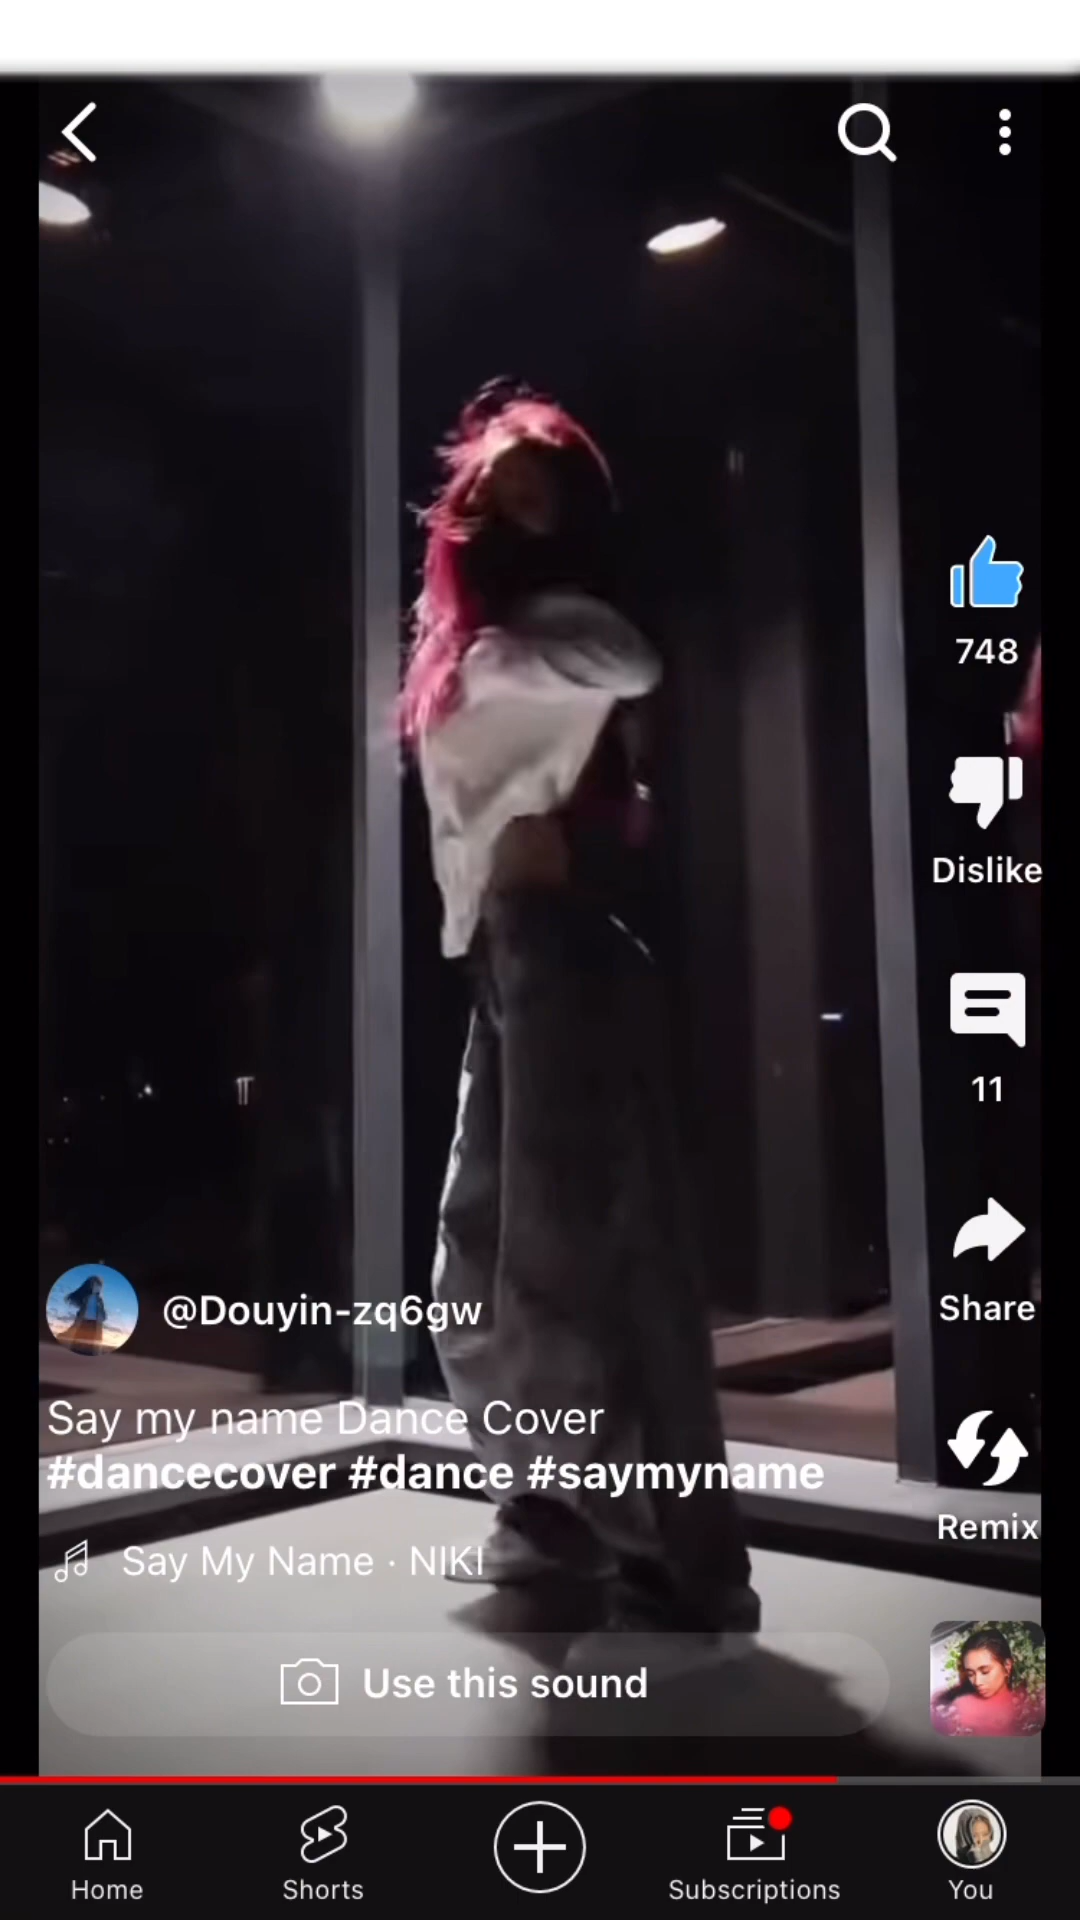 748
Dislike
11
Share
@Douyin-zq6gw
Say my name Dance Cover
#dancecover #dance #saymyname
Remix
Say My Name · NIKI
Use this sound
Home
Shorts
Subscriptions
You